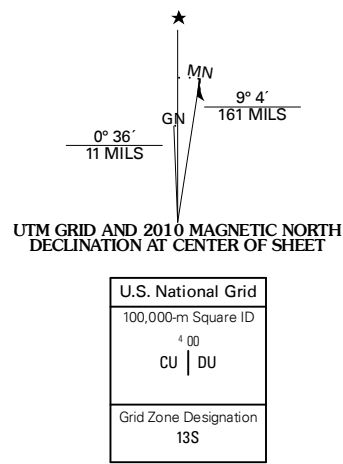 MN
GN
9° 4´
161 MILS
0° 36´
11 MILS
UTM GRID AND 2010 MAGNETIC NORTH
DECLINATION AT CENTER OF SHEET
U.S. National Grid
100,000-m Square ID
4 00
CU | DU
Grid Zone Designation
13S